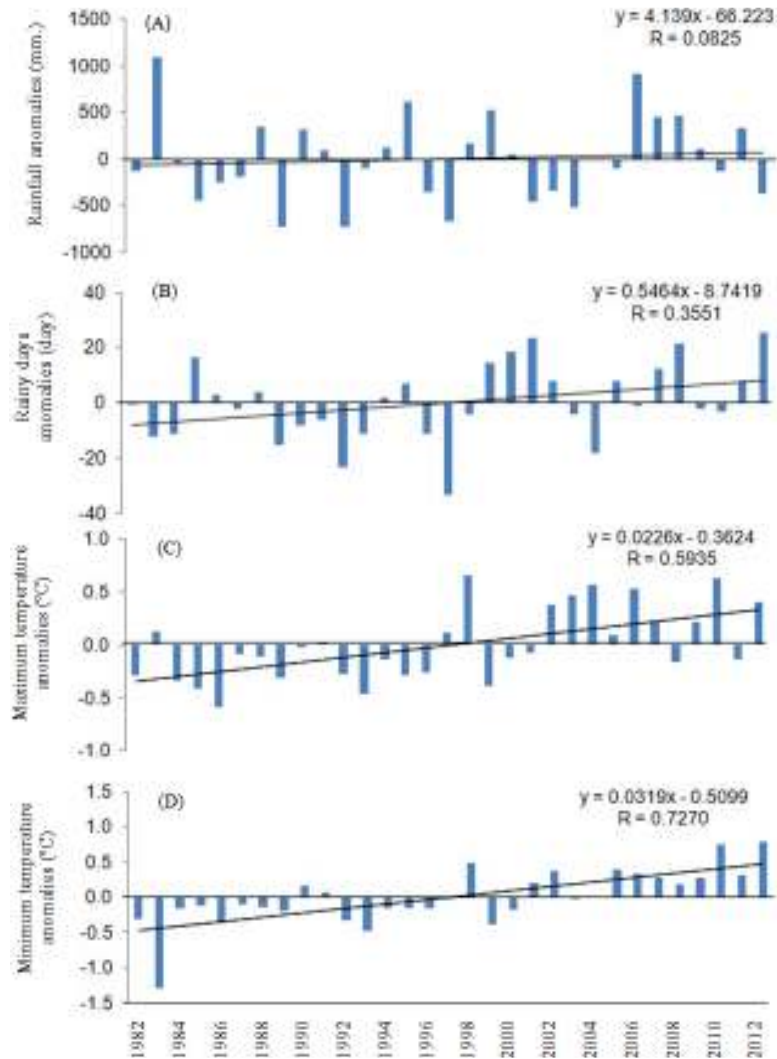 1500
(A)
y = 4.139x - 66.223
R = 0.0825
1000
500
0
-500
-1000
Rainfall anomalies (mm.)
40
(B)
y = 0.5464x - 8.7419
R = 0.3551
20
0
-20
-40
Rainy days
anomalies (day)
1.0
(C)
y = 0.0226x - 0.3624
R = 0.5935
0.5
0.0
-0.5
-1.0
Maximum temperature
anomalies (°C)
1.5
(D)
y = 0.0319x - 0.5099
R = 0.7270
1.0
0.5
0.0
-0.5
-1.0
-1.5
Minimum temperature
anomalies (°C)
1982 1984 1986 1988 1990 1992 1994 1996 1998 2000 2002 2004 2006 2008 2010 2012